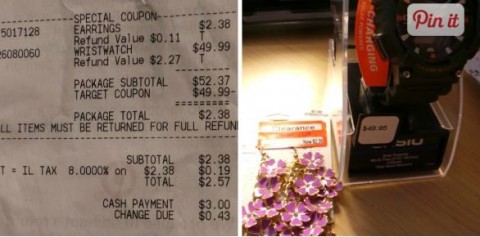 SPECIAL COUPON
5017128 EARRINGS $2.38
Refund Value $0.11 T
26080060 WRISTWATCH $49.99
Refund Value $2.27 T
PACKAGE SUBTOTAL $52.37
TARGET COUPON $49.99-
PACKAGE TOTAL $2.38
LL ITEMS MUST BE RETURNED FOR FULL REFUN
SUBTOTAL $2.38
T = IL TAX 8.0000% on $2.38 $0.19
TOTAL $2.57
CASH PAYMENT $3.00
CHANGE DUE $0.43
Pin it
CHARGING
$49.95
SIO
Clearance